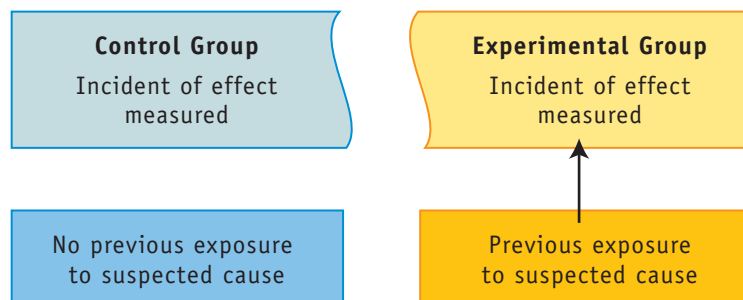 Control Group
Incident of effect
measured
Experimental Group
Incident of effect
measured
No previous exposure
to suspected cause
Previous exposure
to suspected cause